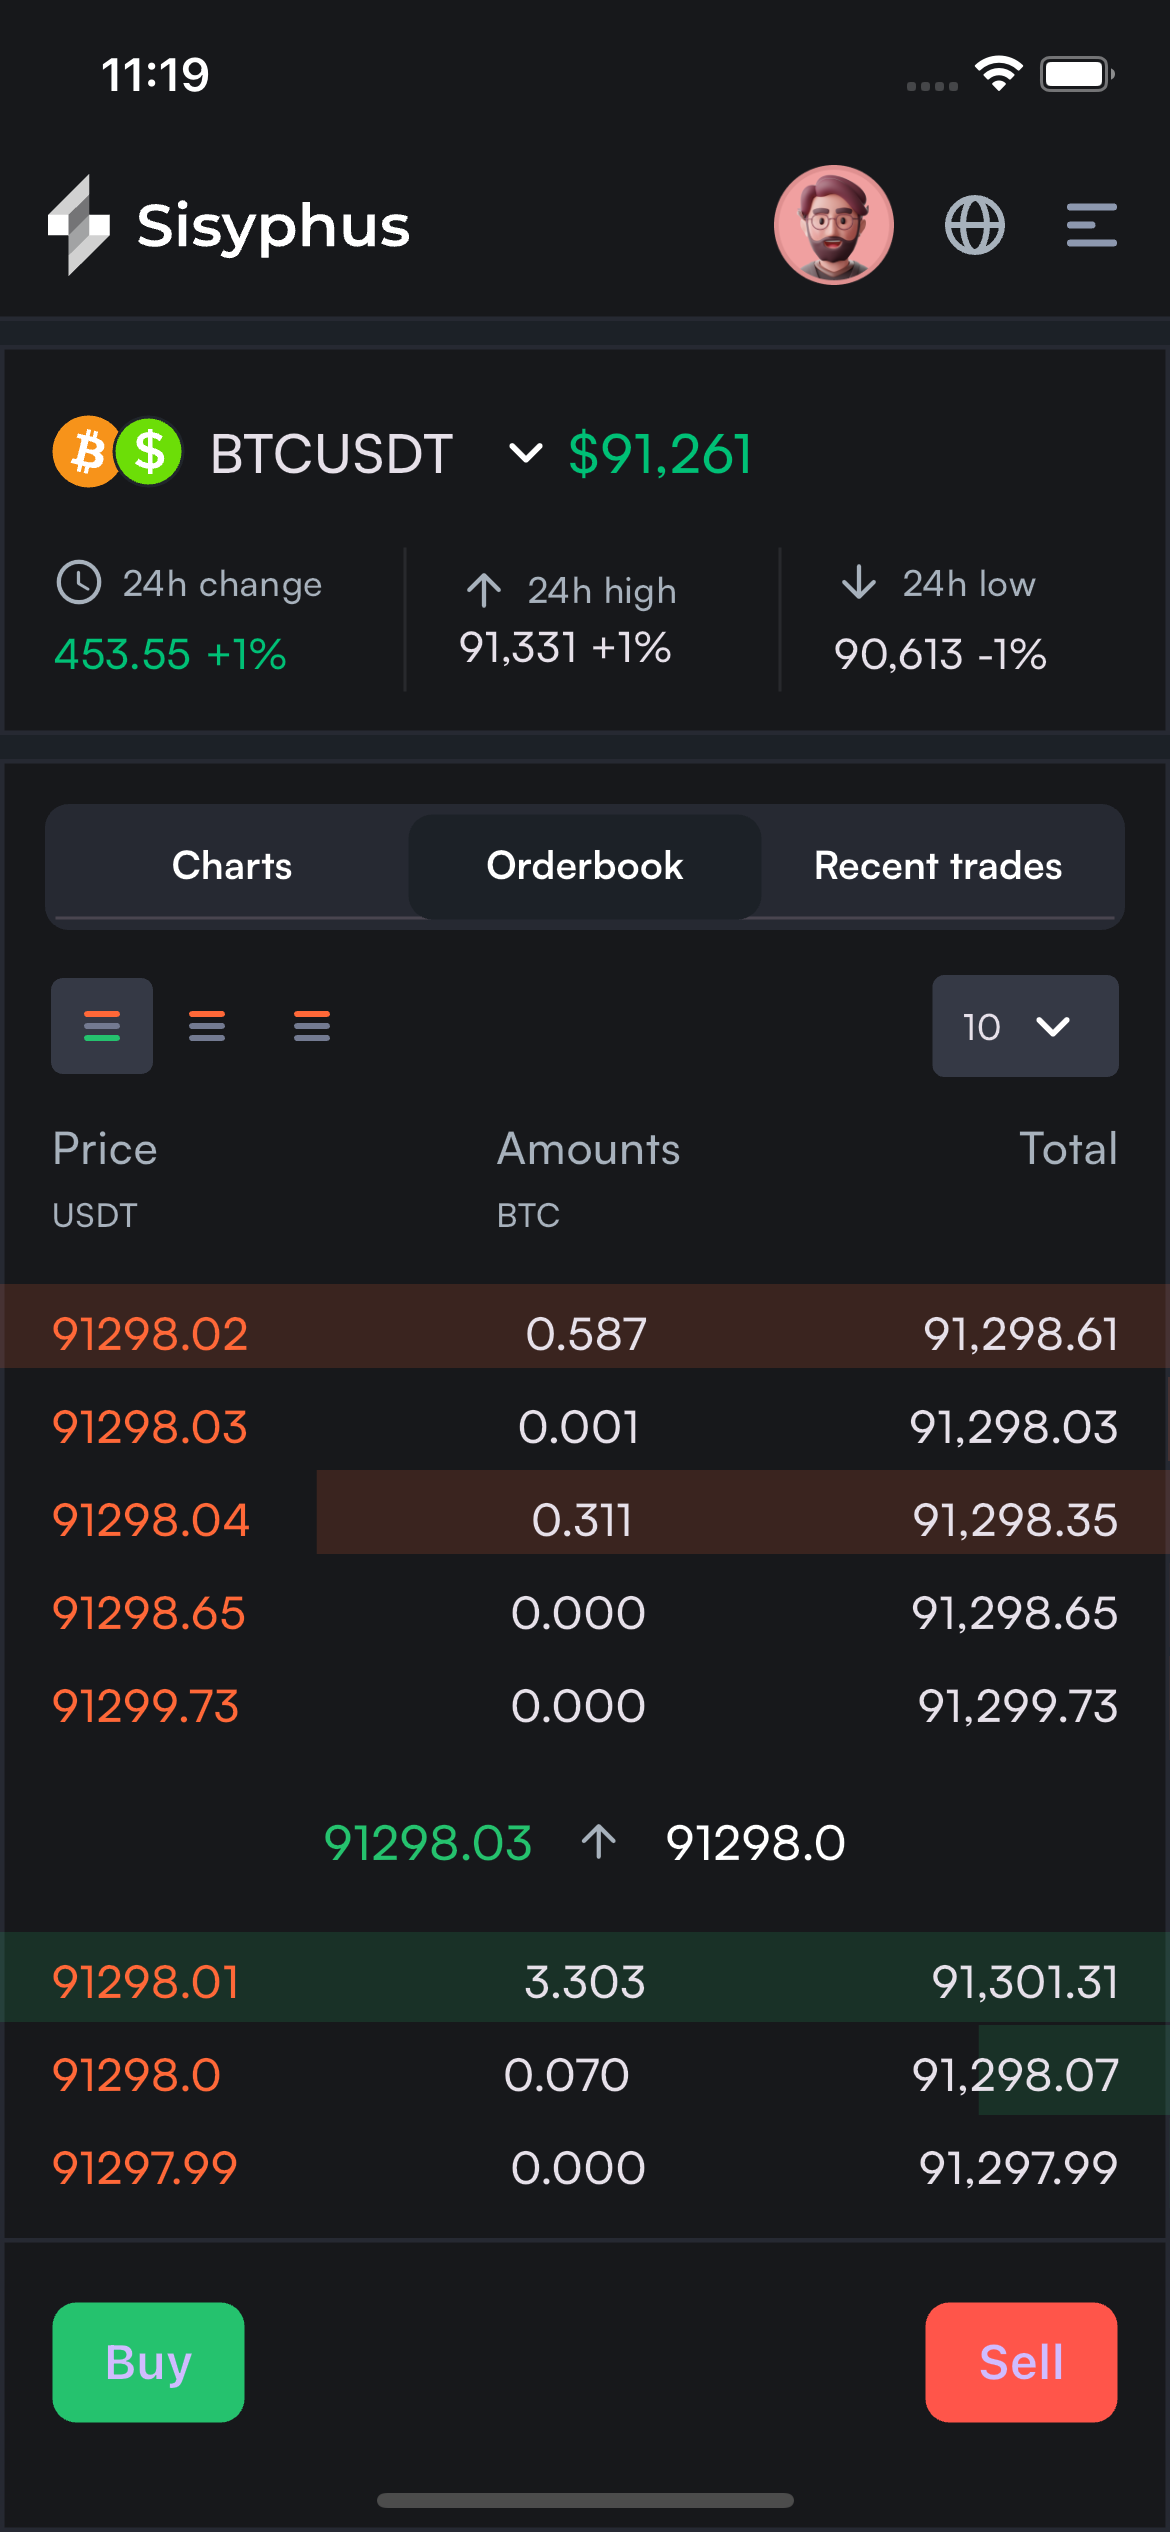 11:19
Sisyphus
BTCUSDT $91,261
24h change 24h high 24h low
453.55 +1% 91,331 +1% 90,613 -1%
Charts Orderbook Recent trades
10
Price Amounts Total
USDT BTC
91298.02 0.587 91,298.61
91298.03 0.001 91,298.03
91298.04 0.311 91,298.35
91298.65 0.000 91,298.65
91299.73 0.000 91,299.73
91298.03 ↑ 91298.0
91298.01 3.303 91,301.31
91298.0 0.070 91,298.07
91297.99 0.000 91,297.99
Buy Sell